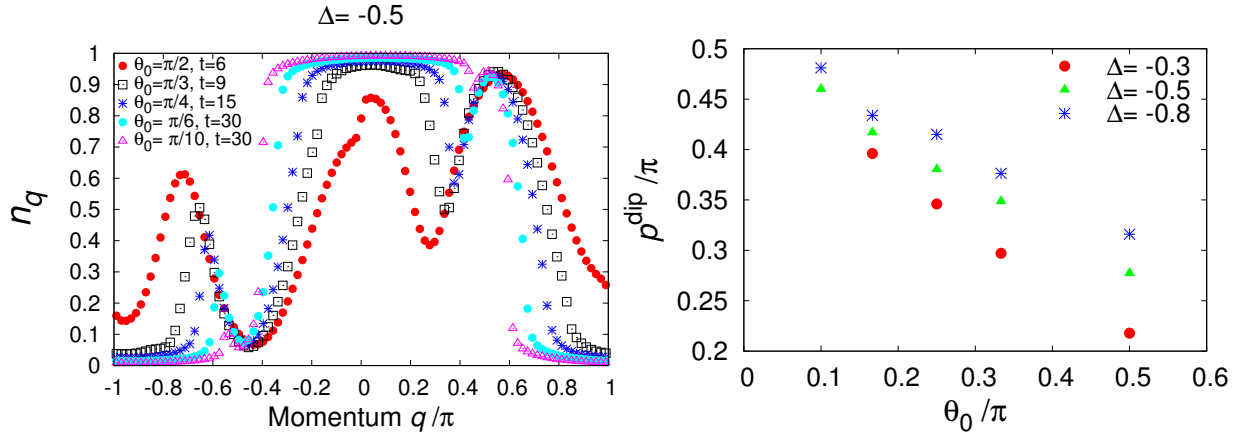 Δ= -0.5
1
0.9
0.8
0.7
0.6
0.5
0.4
0.3
0.2
0.1
0
n_q
θ₀=π/2, t=6
θ₀=π/3, t=9
θ₀=π/4, t=15
θ₀= π/6, t=30
θ₀= π/10, t=30
-1 -0.8 -0.6 -0.4 -0.2 0 0.2 0.4 0.6 0.8 1
Momentum q/π
0.5
0.45
0.4
0.35
0.3
0.25
0.2
p^dip/π
Δ= -0.3
Δ= -0.5
Δ= -0.8
0 0.1 0.2 0.3 0.4 0.5 0.6
θ₀/π